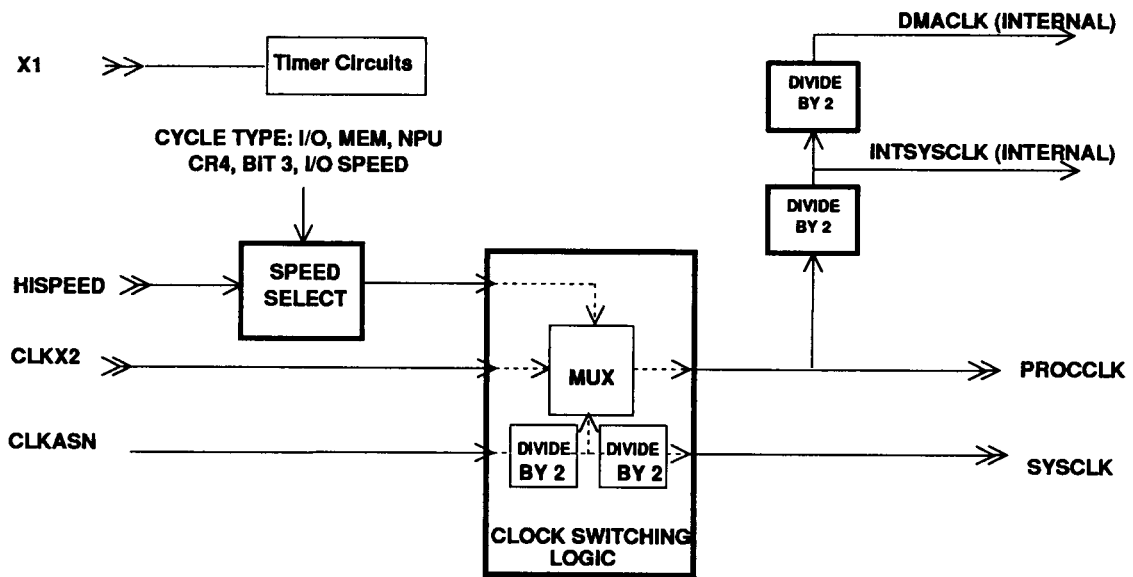 DMACLK (INTERNAL)
X1
Timer Circuits
DIVIDE
BY 2
CYCLE TYPE: I/O, MEM, NPU
CR4, BIT 3, I/O SPEED
INTSYSCLK (INTERNAL)
DIVIDE
BY 2
HISPEED
SPEED
SELECT
CLKX2
MUX
PROCCLK
CLKASN
DIVIDE
BY 2
DIVIDE
BY 2
SYSCLK
CLOCK SWITCHING
LOGIC